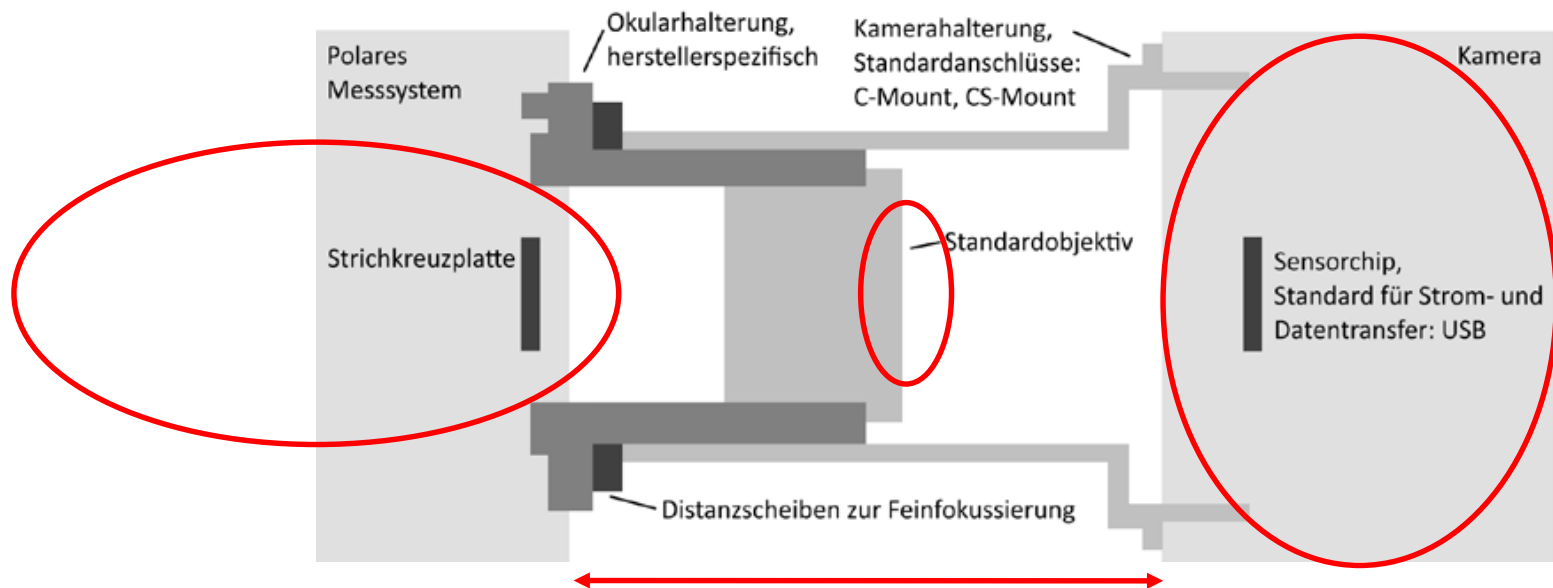 Polares
Messsystem
Okularhalterung,
herstellerspezifisch
Kamerahalterung,
Standardanschlüsse:
C-Mount, CS-Mount
Kamera
Strichkreuzplatte
Standardobjektiv
Sensorchip,
Standard für Strom- und
Datentransfer: USB
Distanzscheiben zur Feinfokussierung